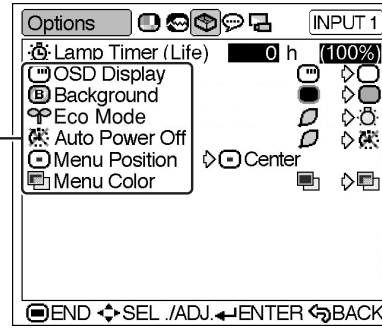 Options INPUT 1
Lamp Timer (Life) 0 h (100%)
OSD Display
Background
Eco Mode
Auto Power Off
Menu Position Center
Menu Color
END SEL./ADJ. ENTER BACK